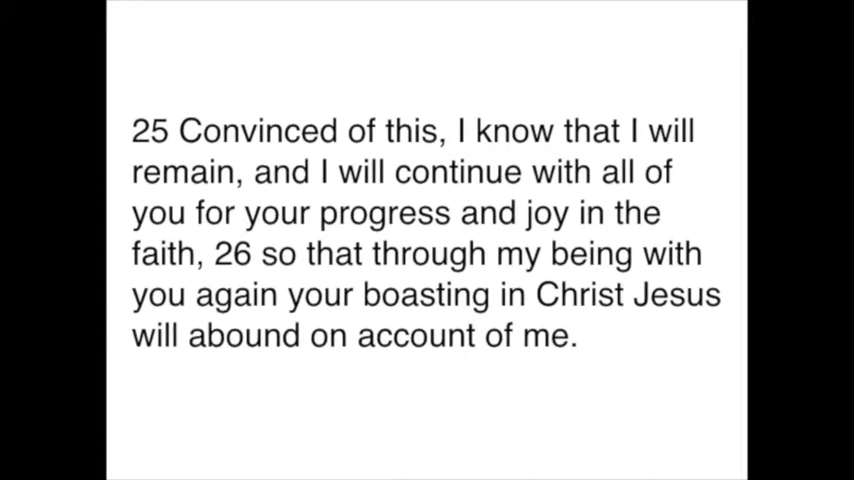 25 Convinced of this, I know that I will
remain, and I will continue with all of
you for your progress and joy in the
faith, 26 so that through my being with
you again your boasting in Christ Jesus
will abound on account of me.